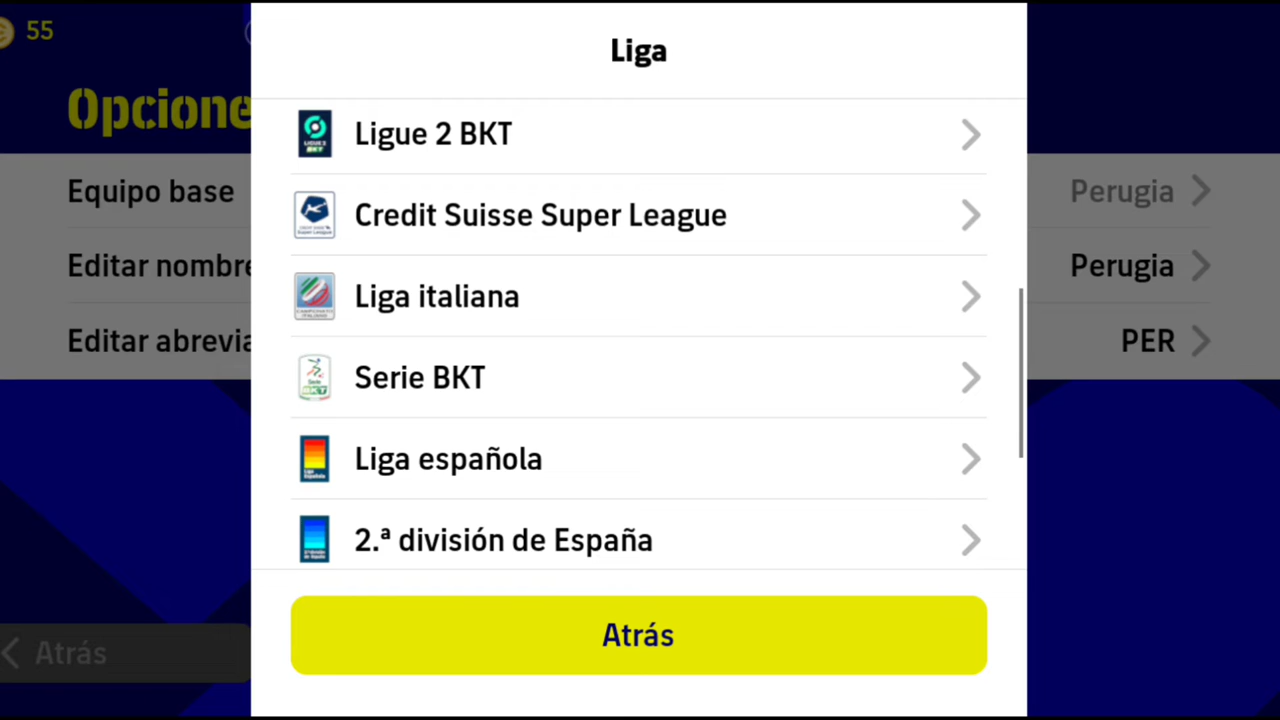 55
Liga
Opcione
Ligue 2 BKT
Equipo base
Perugia
Credit Suisse Super League
Editar nombre
Perugia
Liga italiana
Editar abrevia
PER
Serie BKT
Liga española
2.ª división de España
Atrás
Atrás